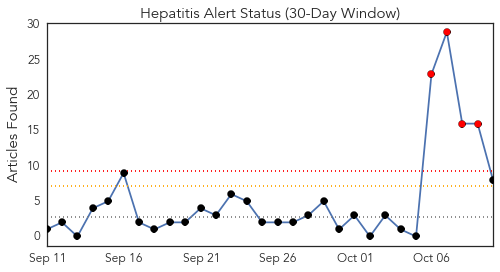 Hepatitis Alert Status (30-Day Window)
Articles Found
30
25
20
15
10
5
0
Sep 11 Sep 16 Sep 21 Sep 26 Oct 01 Oct 06